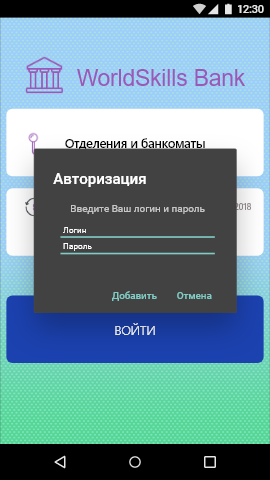 12:30
WorldSkills Bank
Отделения и банкоматы
2018
Авторизация
Введите Ваш логин и пароль
Логин
Пароль
Добавить Отмена
ВОЙТИ